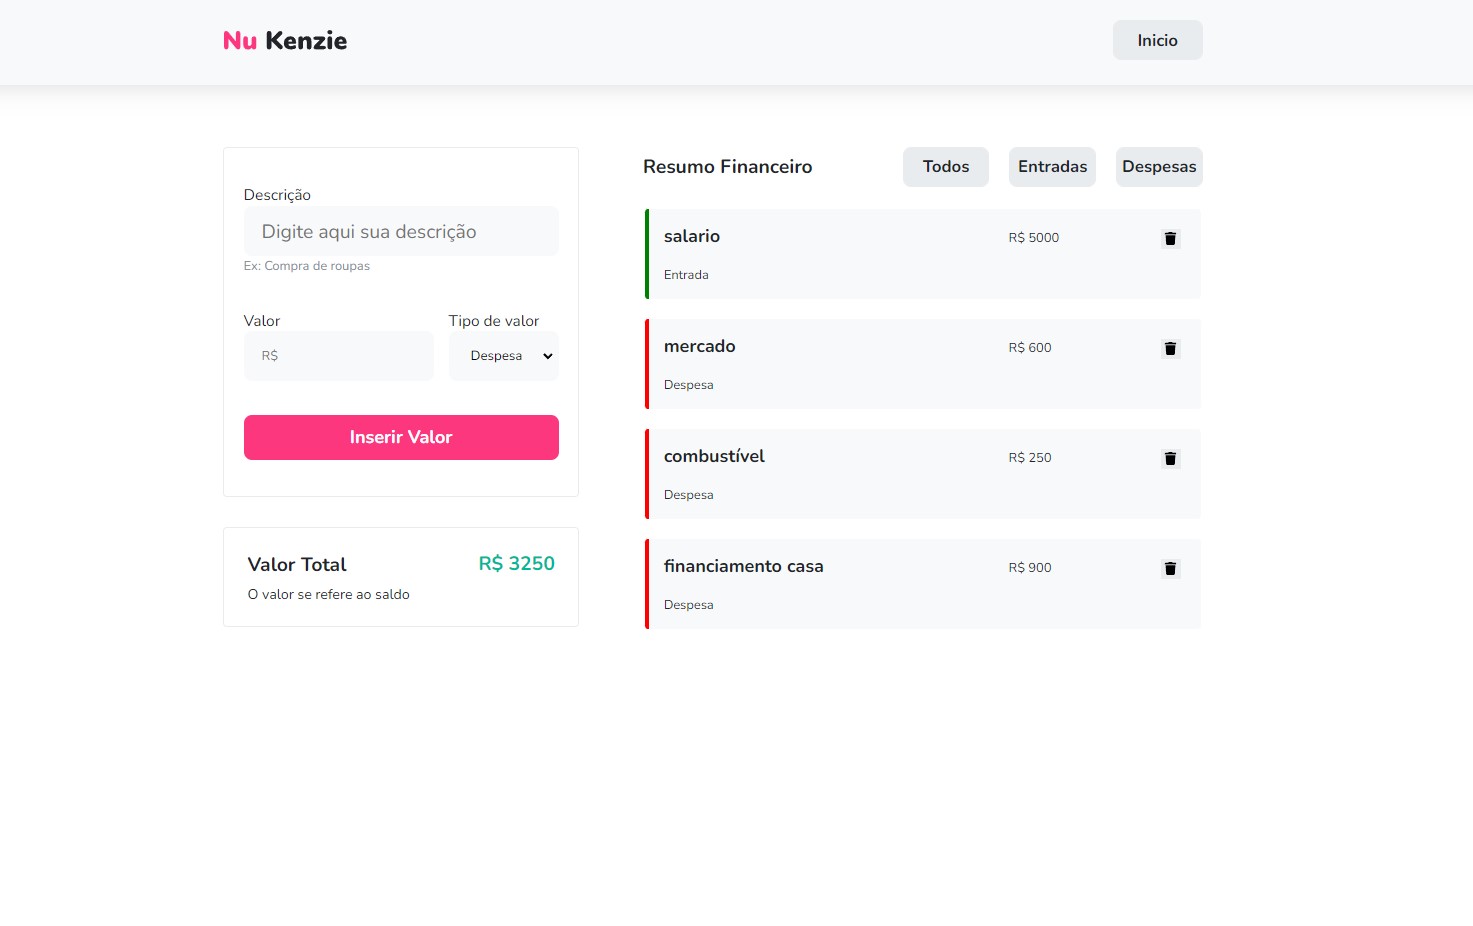 Nu Kenzie
Inicio
Descrição
Digite aqui sua descrição
Ex: Compra de roupas
Valor
Tipo de valor
R$
Despesa
Inserir Valor
Valor Total
R$ 3250
O valor se refere ao saldo
Resumo Financeiro
Todos
Entradas
Despesas
salario
R$ 5000
Entrada
mercado
R$ 600
Despesa
combustível
R$ 250
Despesa
financiamento casa
R$ 900
Despesa